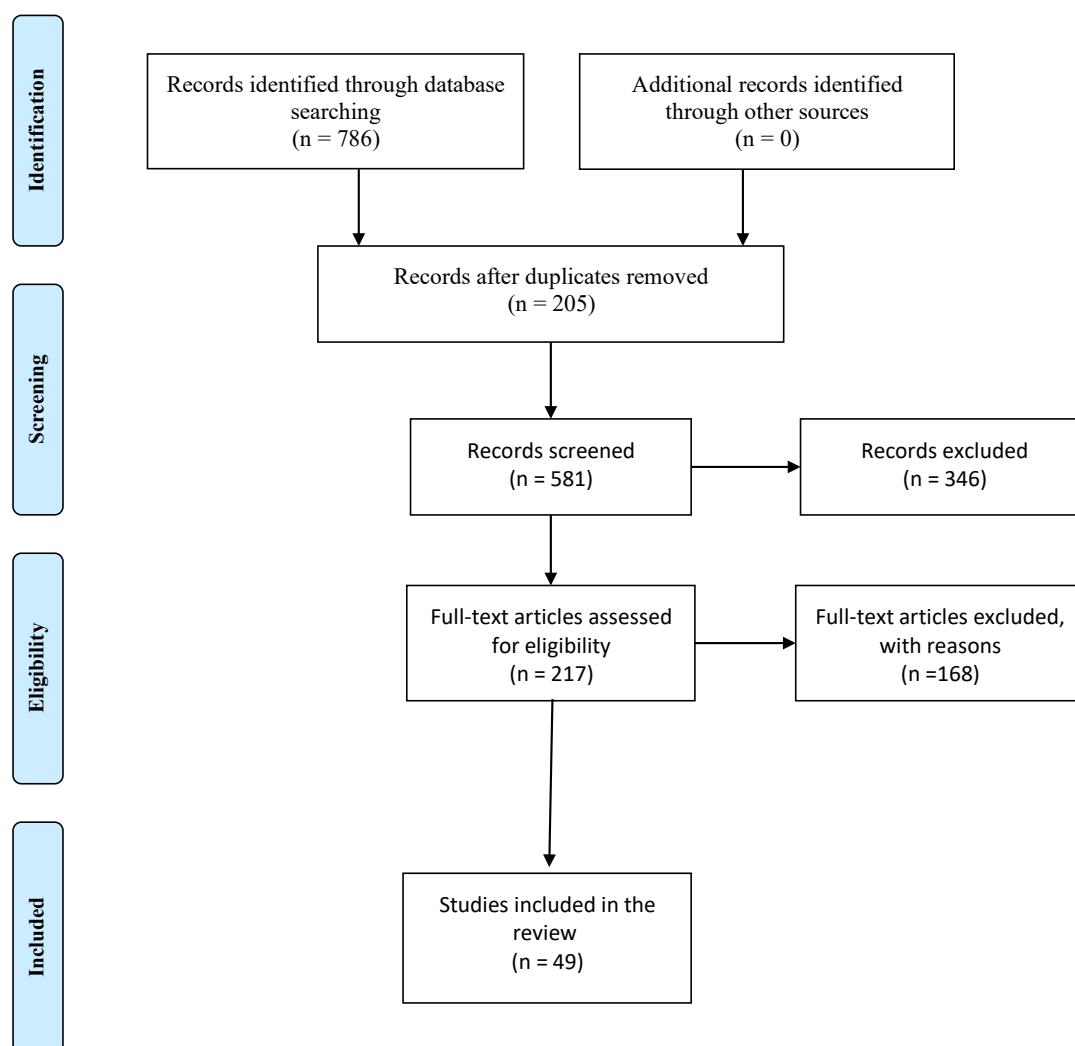 Identification
Records identified through database
searching
(n = 786)
Additional records identified
through other sources
(n = 0)
Records after duplicates removed
(n = 205)
Screening
Records screened
(n = 581)
Records excluded
(n = 346)
Eligibility
Full-text articles assessed
for eligibility
(n = 217)
Full-text articles excluded,
with reasons
(n =168)
Included
Studies included in the
review
(n = 49)